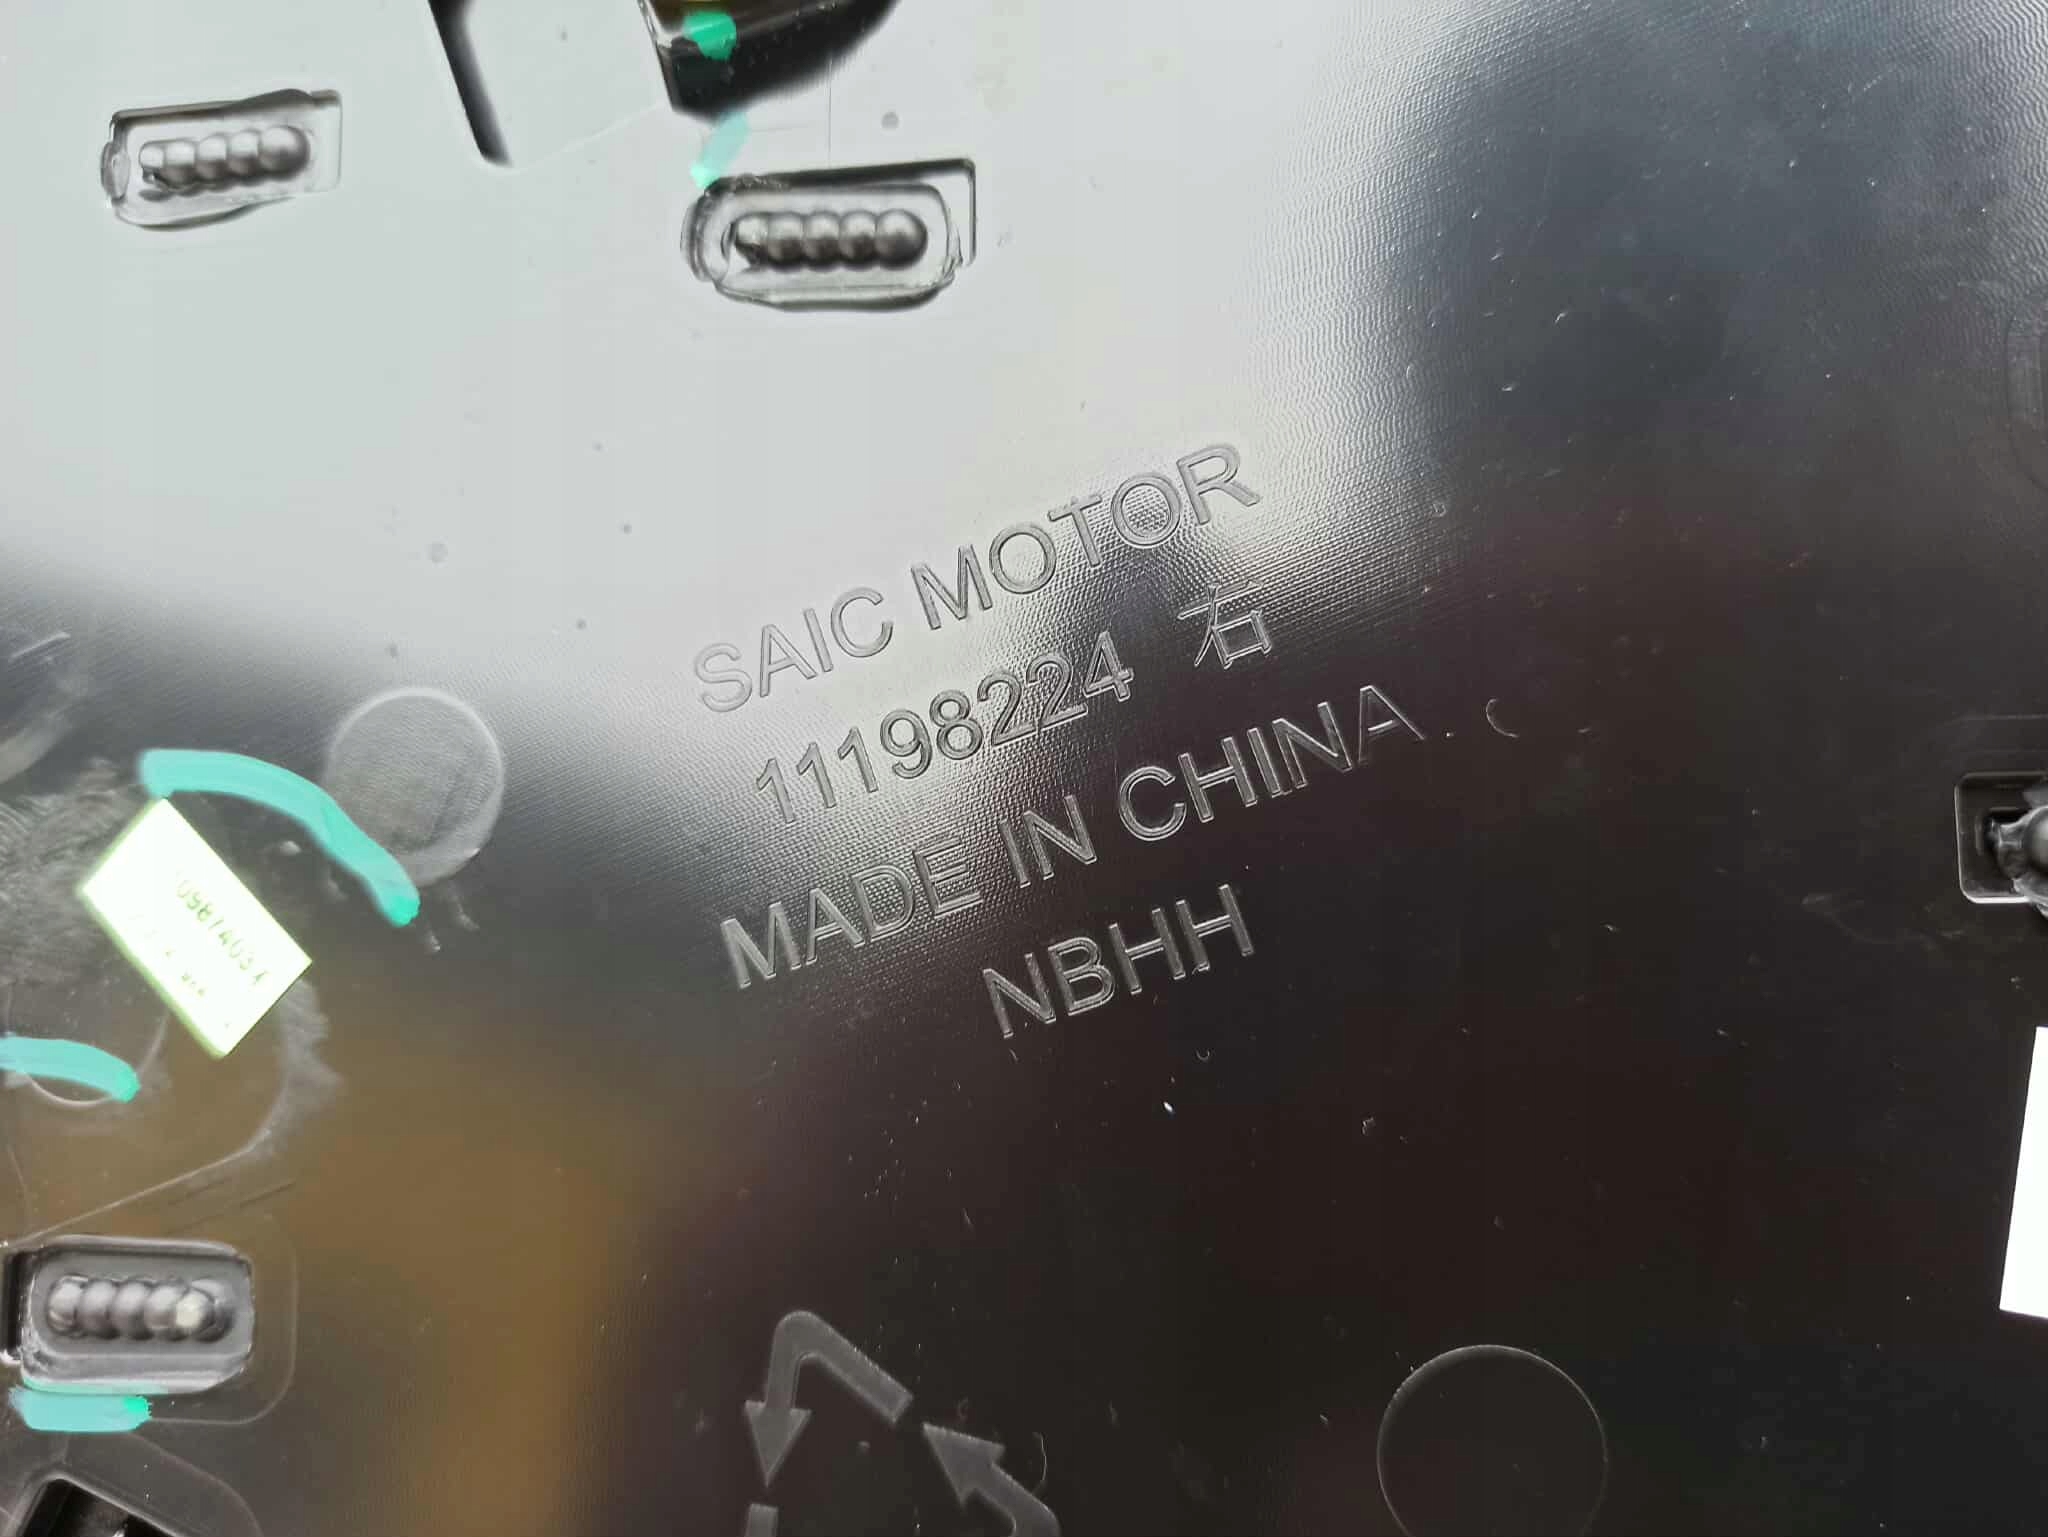 SAIC MOTOR
11198224 右
MADE IN CHINA
NBHH